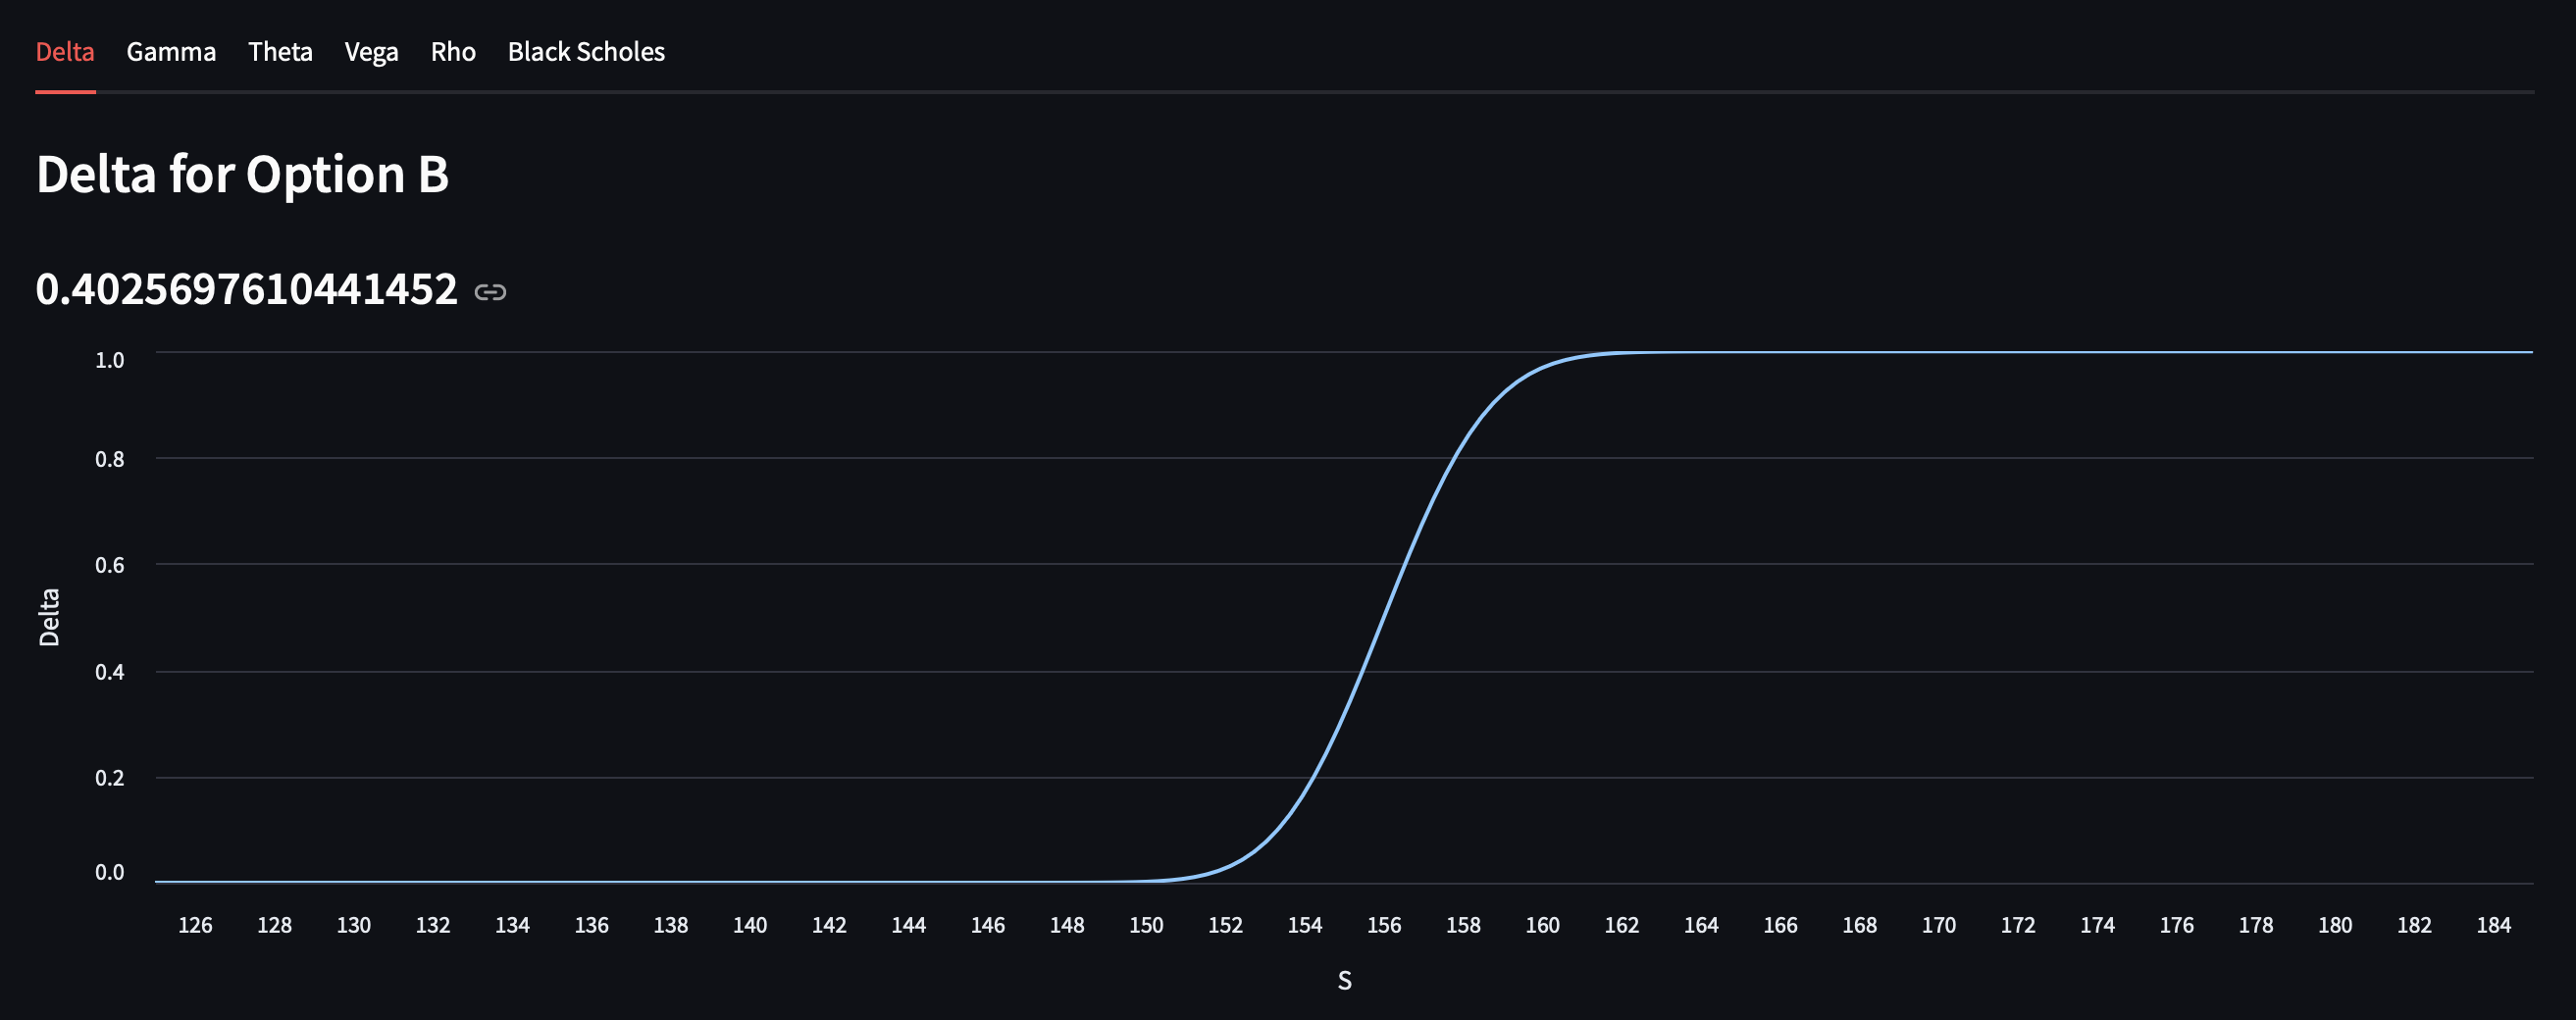 Delta Gamma Theta Vega Rho Black Scholes
Delta for Option B
0.4025697610441452
1.0
0.8
0.6
0.4
0.2
0.0
Delta
126 128 130 132 134 136 138 140 142 144 146 148 150 152 154 156 158 160 162 164 166 168 170 172 174 176 178 180 182 184
S